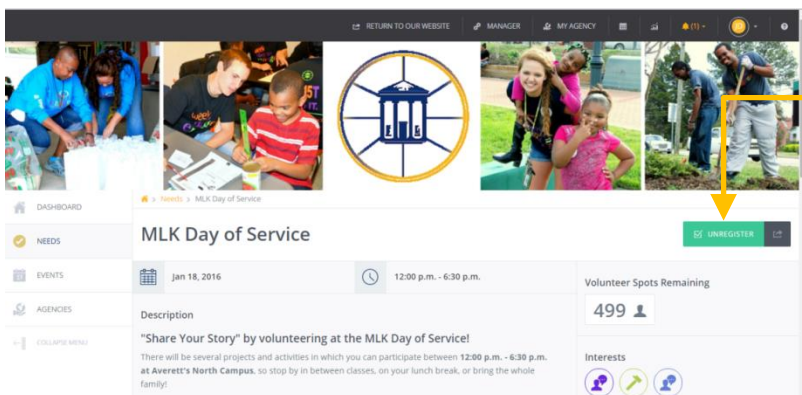 RETURN TO OUR WEBSITE MANAGER MY AGENCY (1)
Needs > MLK Day of Service
DASHBOARD
MLK Day of Service
UNREGISTER
NEEDS
EVENTS
Jan 18, 2016
12:00 p.m. - 6:30 p.m.
Volunteer Spots Remaining
499
AGENCIES
Description
COLLAPSE MENU
"Share Your Story" by volunteering at the MLK Day of Service!
There will be several projects and activities in which you can participate between 12:00 p.m. - 6:30 p.m.
at Averett's North Campus, so stop by in between classes, on your lunch break, or bring the whole
family!
Interests